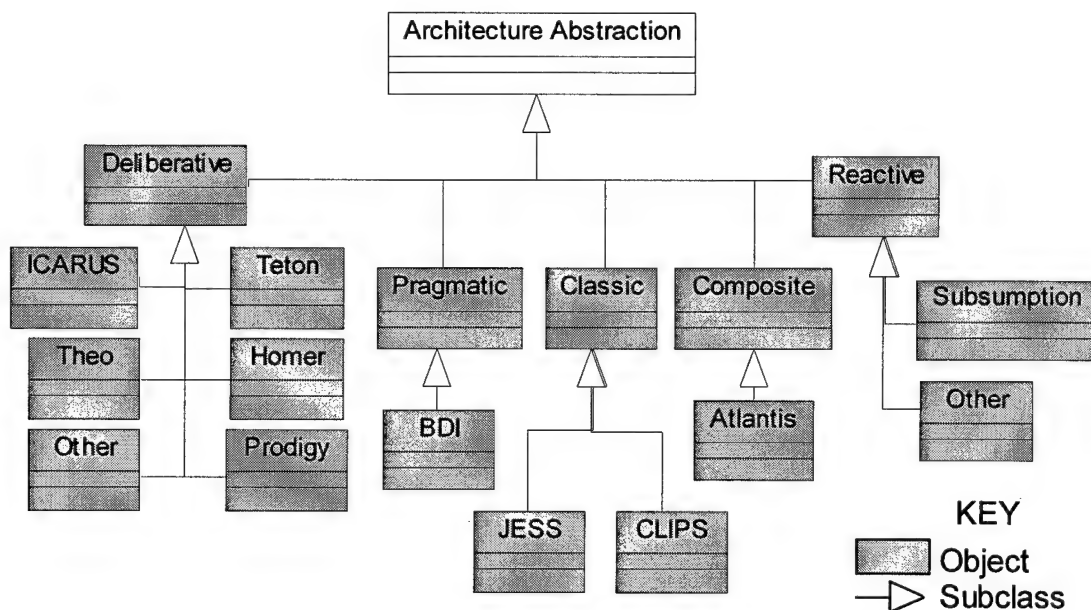 Architecture Abstraction
Deliberative
Reactive
ICARUS
Teton
Pragmatic
Classic
Composite
Subsumption
Theo
Homer
Other
Prodigy
BDI
Atlantis
Other
JESS
CLIPS
KEY
Object
Subclass